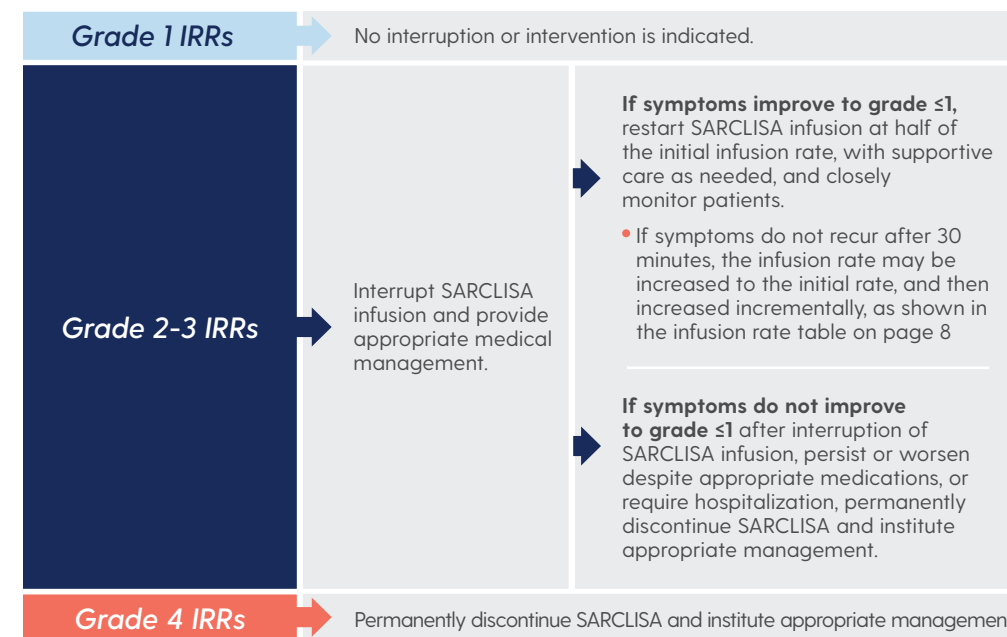 Grade 1 IRRs
No interruption or intervention is indicated.
Grade 2-3 IRRs
Interrupt SARCLISA
infusion and provide
appropriate medical
management.
If symptoms improve to grade ≤1,
restart SARCLISA infusion at half of
the initial infusion rate, with supportive
care as needed, and closely
monitor patients.
• If symptoms do not recur after 30
minutes, the infusion rate may be
increased to the initial rate, and then
increased incrementally, as shown in
the infusion rate table on page 8
If symptoms do not improve
to grade ≤1 after interruption of
SARCLISA infusion, persist or worsen
despite appropriate medications, or
require hospitalization, permanently
discontinue SARCLISA and institute
appropriate management.
Grade 4 IRRs
Permanently discontinue SARCLISA and institute appropriate managemen